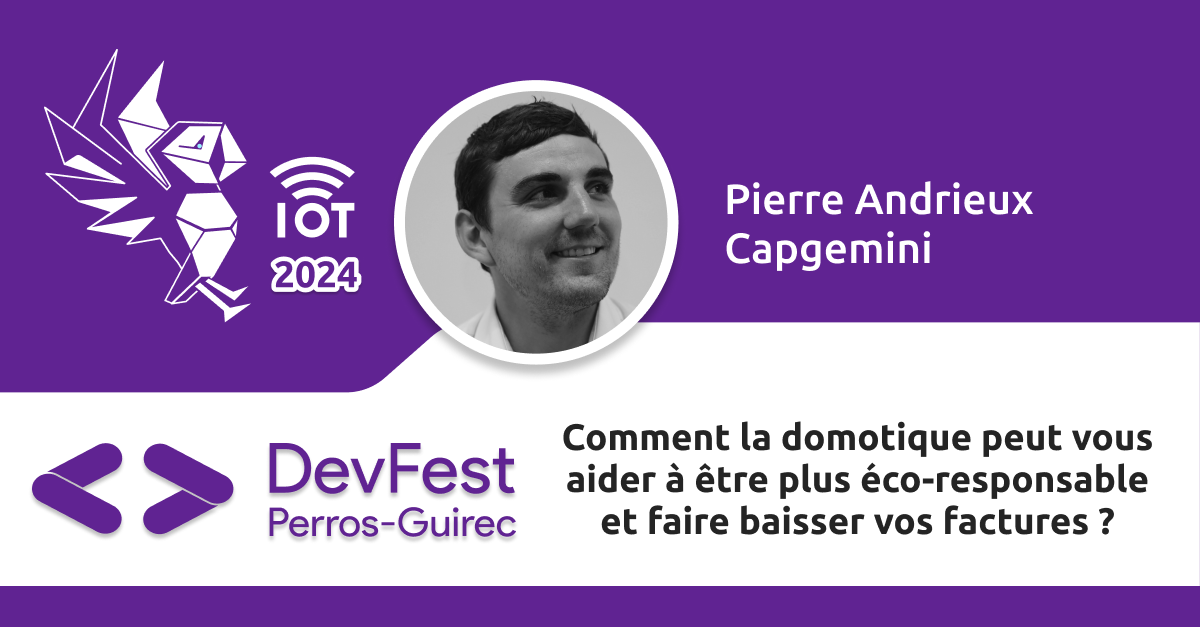 IOT
2024
Pierre Andrieux
Capgemini
DevFest
Perros-Guirec
Comment la domotique peut vous
aider à être plus éco-responsable
et faire baisser vos factures ?